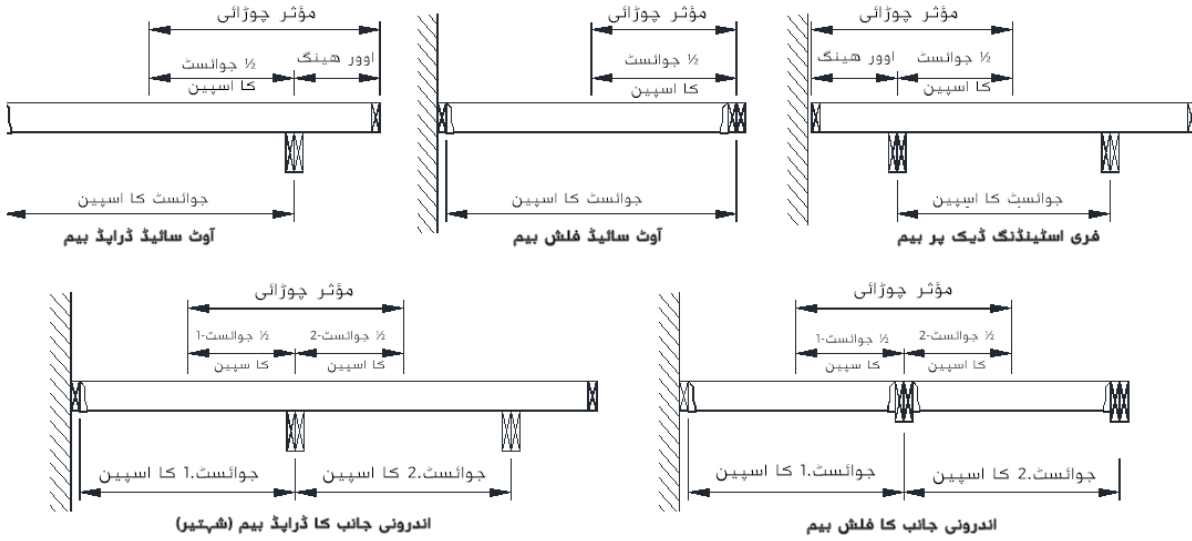 مؤثر چوڑائی
½ جوائسٹ
کا اسپین
اوور ھینگ
جوائسٹ کا اسپین
آوٹ سائیڈ ڈراپڈ بیم
مؤثر چوڑائی
½ جوائسٹ
کا اسپین
جوائسٹ کا اسپین
آوٹ سائیڈ فلش بیم
مؤثر چوڑائی
اوور ھینگ
½ جوائسٹ
کا اسپین
جوائسٹ کا اسپین
فری اسٹینڈنگ ڈیک پر بیم
مؤثر چوڑائی
½ جوائسٹ-1
کا سپین
½ جوائسٹ-2
کا اسپین
جوائسٹ.1 کا اسپین
جوائسٹ.2 کا اسپین
اندرونی جانب کا ڈراپڈ بیم (شہتیر)
مؤثر چوڑائی
½ جوائسٹ-1
کا سپین
½ جوائسٹ-2
کا اسپین
جوائسٹ.1 کا اسپین
جوائسٹ.2 کا اسپین
اندرونی جانب کا فلش بیم